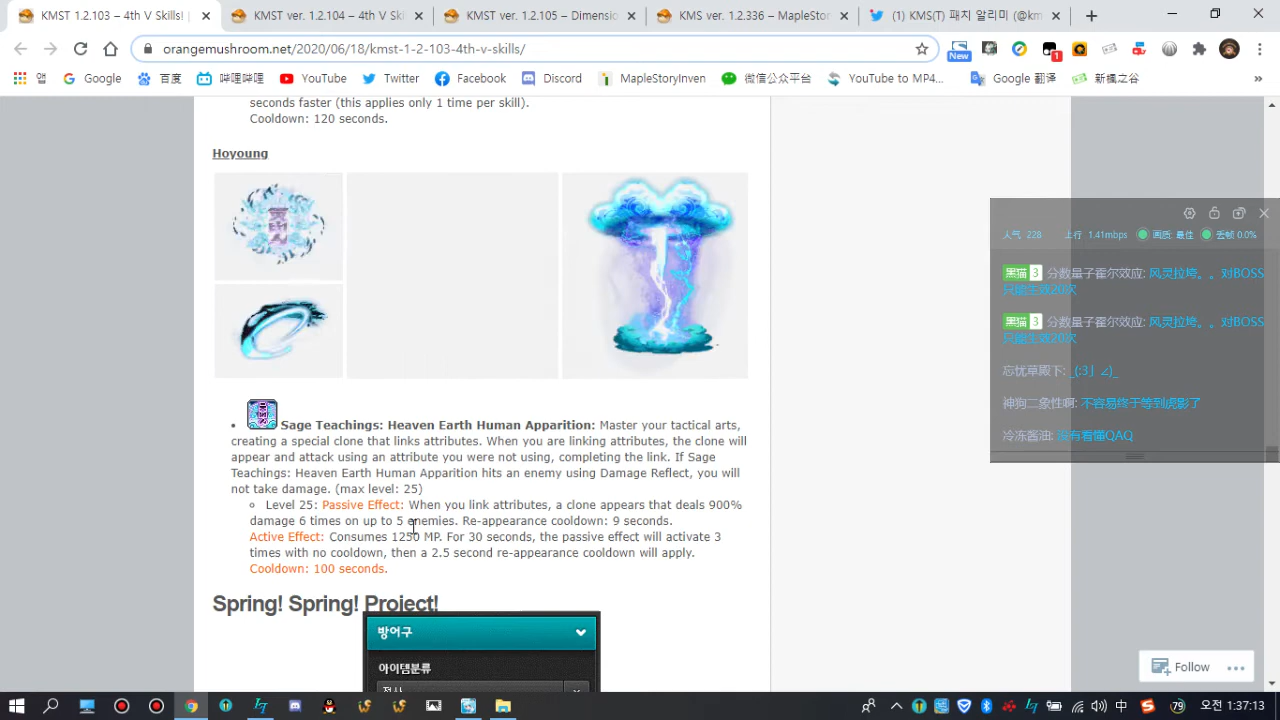 KMST 1.2.103 – 4th V Skills!
KMST ver. 1.2.104 – 4th V Ski
KMST ver. 1.2.105 – Dimension
KMS ver. 1.2.336 – MapleStor
(1) KMS(T) 패치 알리미 (@km
orangemushroom.net/2020/06/18/kmst-1-2-103-4th-v-skills/
New
1
앱
Google
百度
哔哩哔哩
YouTube
Twitter
Facebook
Discord
MapleStoryInven
微信公众平台
YouTube to MP4...
Google 翻译
新楓之谷
»
seconds faster (this applies only 1 time per skill).
Cooldown: 120 seconds.
Hoyoung
Sage Teachings: Heaven Earth Human Apparition: Master your tactical arts,
creating a special clone that links attributes. When you are linking attributes, the clone will
appear and attack using an attribute you were not using, completing the link. If Sage
Teachings: Heaven Earth Human Apparition hits an enemy using Damage Reflect, you will
not take damage. (max level: 25)
Level 25: Passive Effect: When you link attributes, a clone appears that deals 900%
damage 6 times on up to 5 enemies. Re-appearance cooldown: 9 seconds.
Active Effect: Consumes 1250 MP. For 30 seconds, the passive effect will activate 3
times with no cooldown, then a 2.5 second re-appearance cooldown will apply.
Cooldown: 100 seconds.
Spring! Spring! Project!
방어구
아이템분류
전사
人气 228 上行 1.41mbps 画质: 最佳 丢帧 0.0%
黑猫 3 分数量子霍尔效应: 风灵拉垮。。对BOSS
只能生效20次
黑猫 3 分数量子霍尔效应: 风灵拉垮。。对BOSS
只能生效20次
忘忧草殿下: _(:3」∠)_
神狗二象性啊: 不容易终于等到虎影了
冷冻酱油: 没有看懂QAQ
Follow
中
79
오전 1:37:13